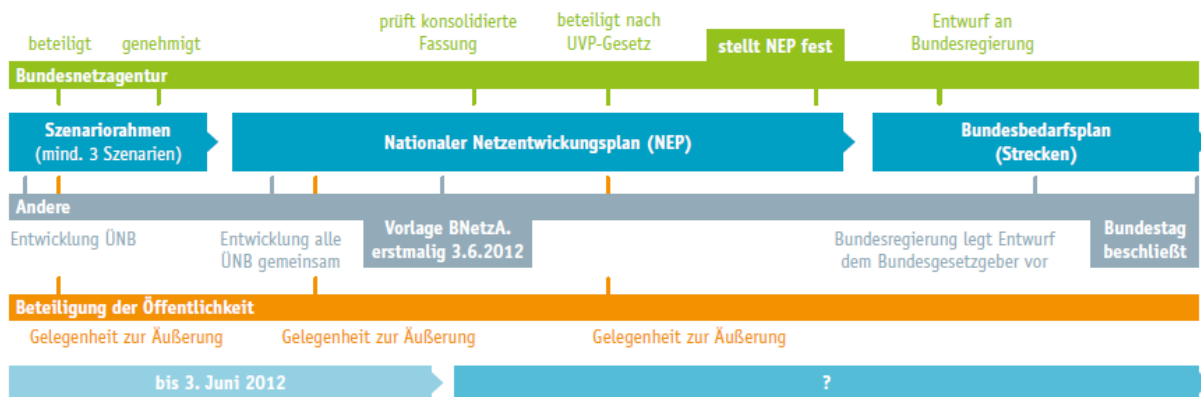 beteiligt
genehmigt
prüft konsolidierte
Fassung
beteiligt nach
UVP-Gesetz
stellt NEP fest
Entwurf an
Bundesregierung
Bundesnetzagentur
Szenariorahmen
(mind. 3 Szenarien)
Nationaler Netzentwickungsplan (NEP)
Bundesbedarfsplan
(Strecken)
Andere
Entwicklung ÜNB
Entwicklung alle
ÜNB gemeinsam
Vorlage BNetzA.
erstmalig 3.6.2012
Bundesregierung legt Entwurf
dem Bundesgesetzgeber vor
Bundestag
beschließt
Beteiligung der Öffentlichkeit
Gelegenheit zur Äußerung
Gelegenheit zur Äußerung
Gelegenheit zur Äußerung
bis 3. Juni 2012
?